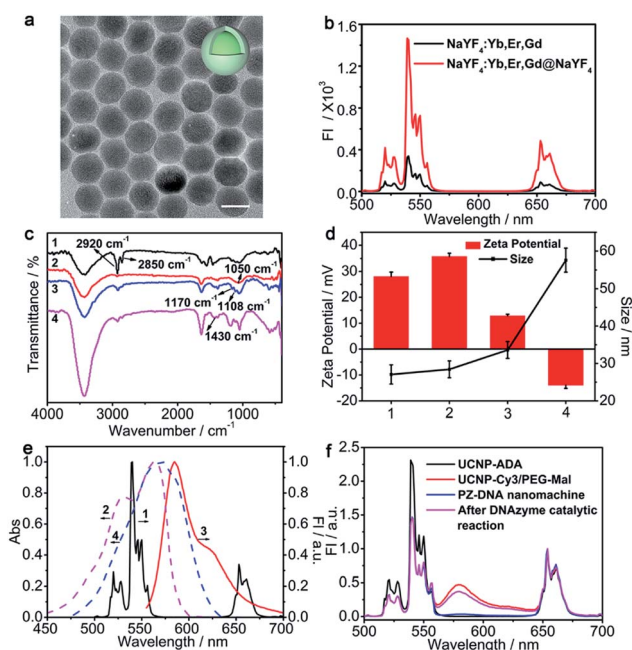 a
b
1.6
1.2
0.8
0.4
0.0
FI / X10³
NaYF₄:Yb,Er,Gd
NaYF₄:Yb,Er,Gd@NaYF₄
500 550 600 650 700
Wavelength / nm
c
Transmittance / %
1
2
3
4
2920 cm⁻¹
2850 cm⁻¹
1050 cm⁻¹
1170 cm⁻¹
1108 cm⁻¹
1430 cm⁻¹
4000 3000 2000 1000
Wavenumber / cm⁻¹
d
Zeta Potential / mV
40
30
20
10
0
-10
-20
Zeta Potential
Size
60
50
40
30
20
Size / nm
1 2 3 4
e
Abs
1.0
0.8
0.6
0.4
0.2
0.0
2
4
1
3
1.0
0.8
0.6
0.4
0.2
0.0
FI / a.u.
450 500 550 600 650 700
Wavelength / nm
f
FI / a.u.
2.5
2.0
1.5
1.0
0.5
0.0
UCNP-ADA
UCNP-Cy3/PEG-Mal
PZ-DNA nanomachine
After DNAzyme catalytic
reaction
500 550 600 650 700
Wavelength / nm